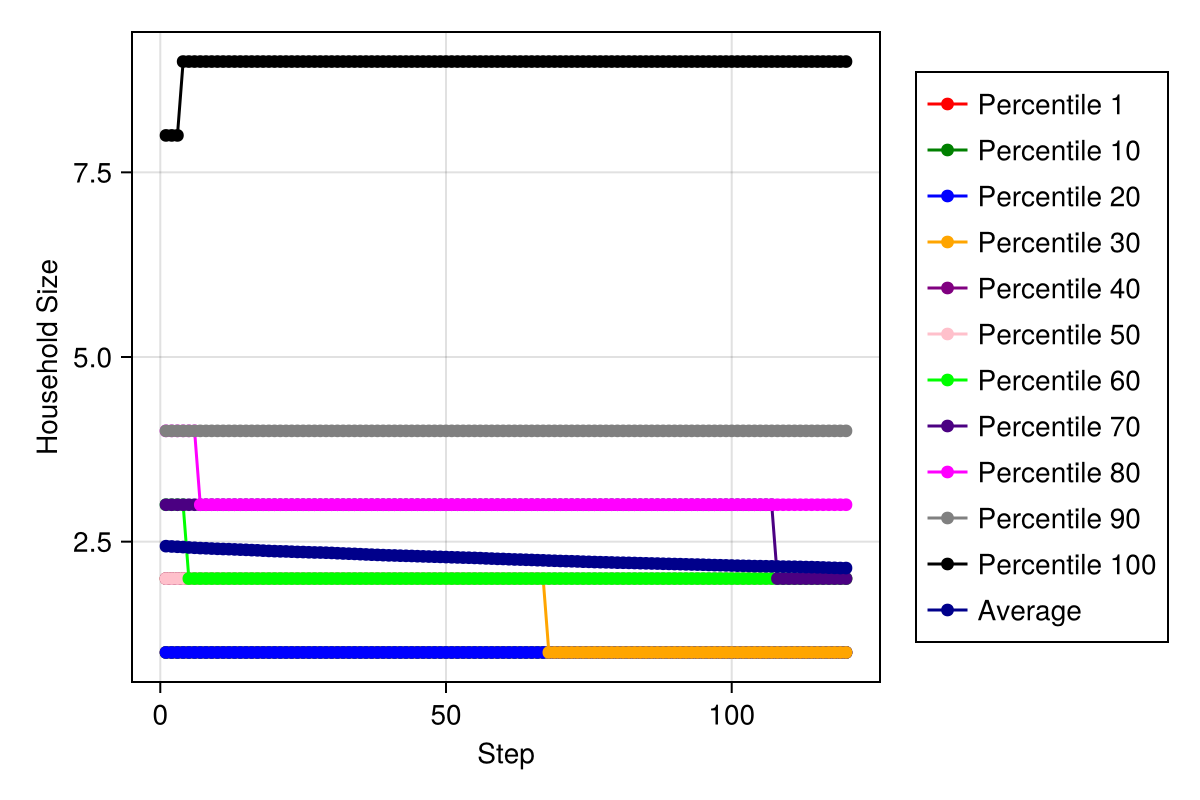 7.5
5.0
2.5
Household Size
0
50
100
Step
Percentile 1
Percentile 10
Percentile 20
Percentile 30
Percentile 40
Percentile 50
Percentile 60
Percentile 70
Percentile 80
Percentile 90
Percentile 100
Average